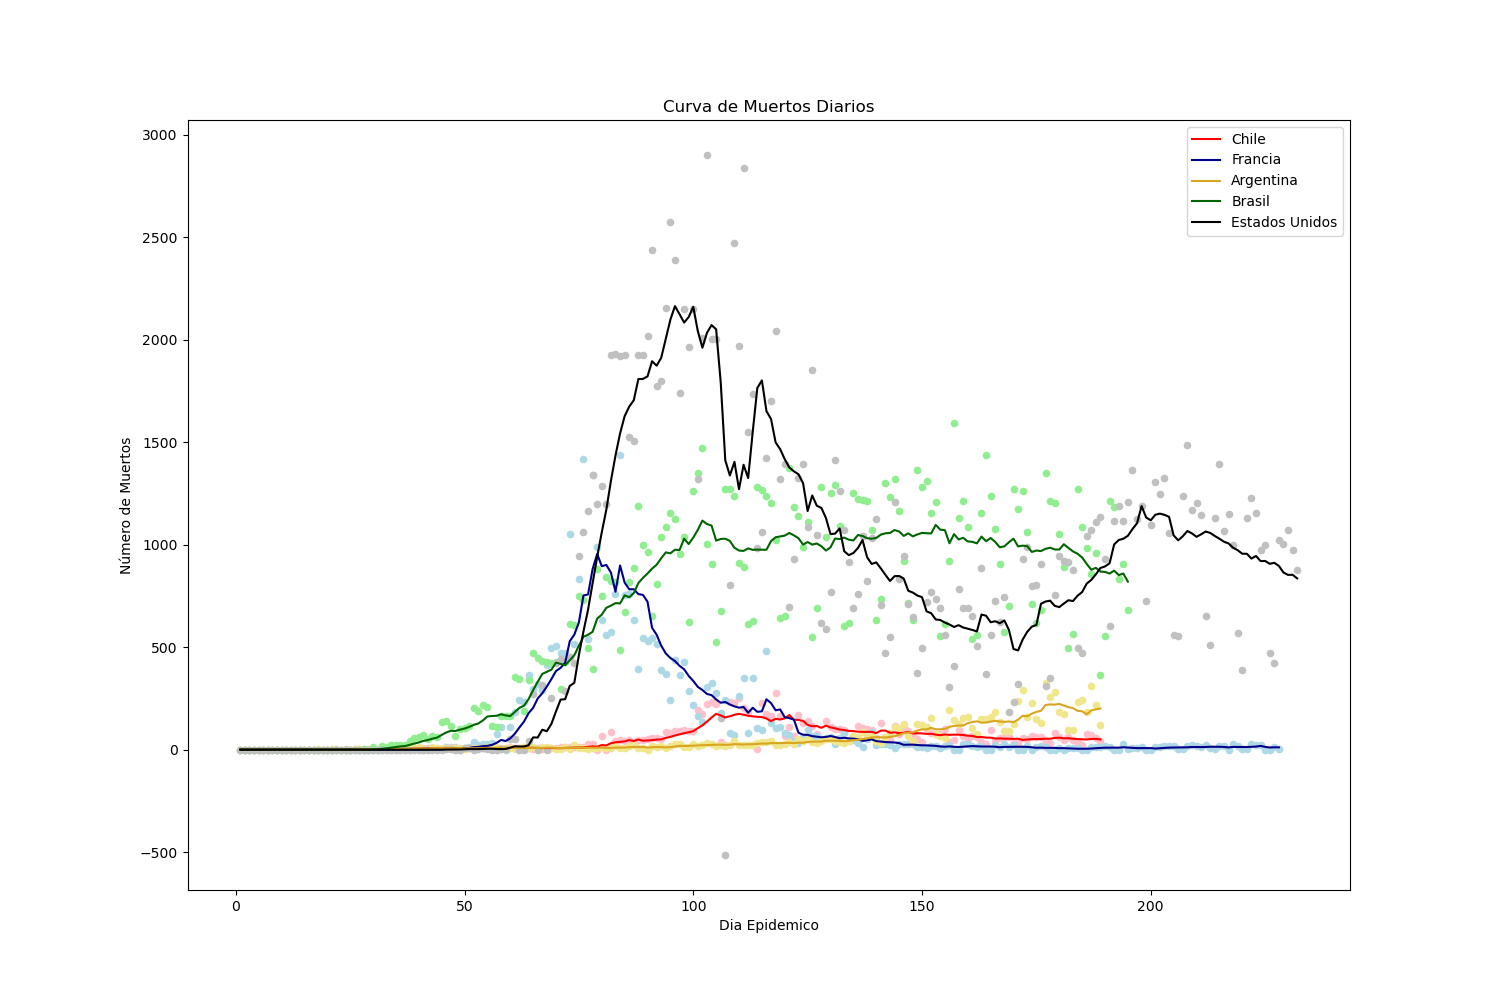 Curva de Muertos Diarios
Chile
Francia
Argentina
Brasil
Estados Unidos
Número de Muertos
3000
2500
2000
1500
1000
500
0
−500
0
50
100
150
200
Dia Epidemico